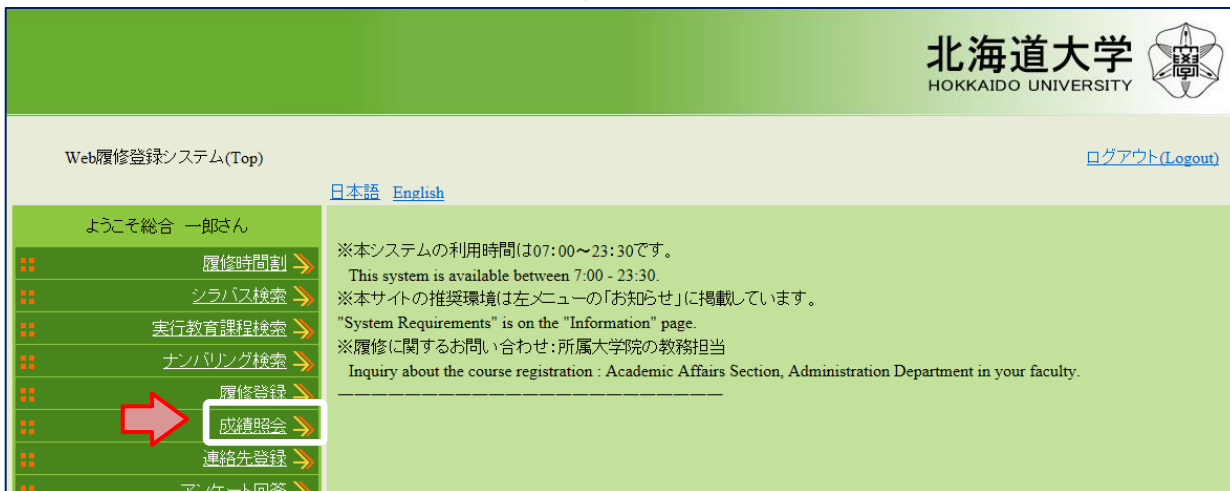 北海道大学
HOKKAIDO UNIVERSITY
Web履修登録システム(Top)
ログアウト(Logout)
日本語 English
ようこそ総合 一郎さん
履修時間割
シラバス検索
実行教育課程検索
ナンバリング検索
履修登録
成績照会
連絡先登録
アンケート回答
※本システムの利用時間は07:00～23:30です。
This system is available between 7:00 - 23:30.
※本サイトの推奨環境は左メニューの「お知らせ」に掲載しています。
"System Requirements" is on the "Information" page.
※履修に関するお問い合わせ:所属大学院の教務担当
Inquiry about the course registration : Academic Affairs Section, Administration Department in your faculty.